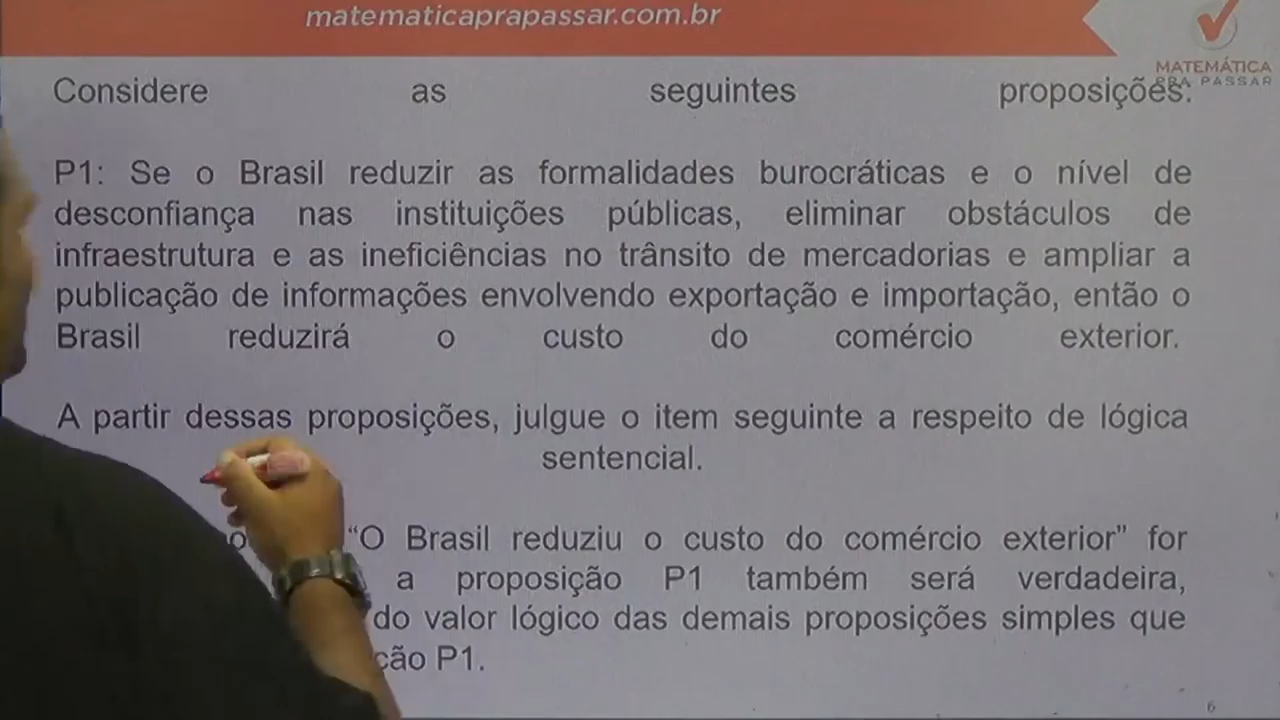 matematicaprapassar.com.br
MATEMÁTICA
PRA PASSAR
Considere as seguintes proposições:
P1: Se o Brasil reduzir as formalidades burocráticas e o nível de
desconfiança nas instituições públicas, eliminar obstáculos de
infraestrutura e as ineficiências no trânsito de mercadorias e ampliar a
publicação de informações envolvendo exportação e importação, então o
Brasil reduzirá o custo do comércio exterior.
A partir dessas proposições, julgue o item seguinte a respeito de lógica
sentencial.
“O Brasil reduziu o custo do comércio exterior” for
a proposição P1 também será verdadeira,
do valor lógico das demais proposições simples que
P1.
6